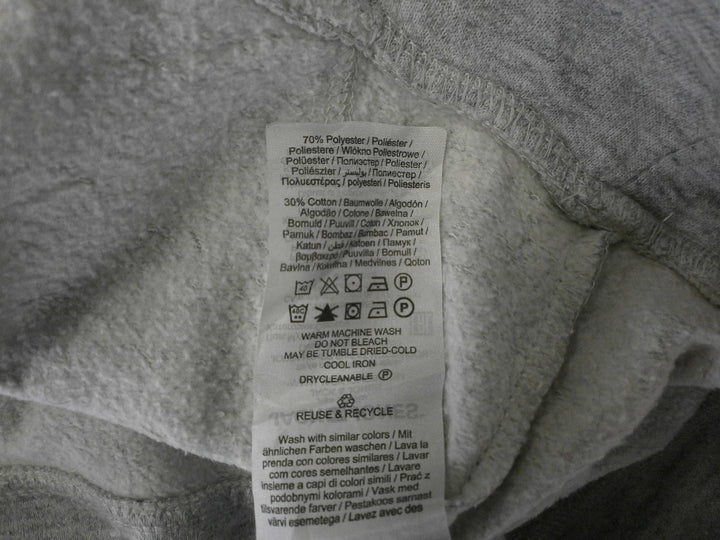 70% Polyester / Poliéster /
Poliestere / Włókno Poliestrowe /
Polüester / Полиэстер / Poliester /
Poliészter / بوليستر / Полиестер /
Πολυεστέρας / polyesteri / Poliesteris
30% Cotton / Baumwolle / Algodón /
Algodão / Cotone / Bawełna /
Bomuld / Puuvill / Coton / Хлопок /
Pamuk / Bombaz / Bumbac / Pamut /
Katun / قطن / Katoen / Памук /
βαμβακερό / Puuvilla / Bomull /
Bavlna / Kokvilna / Medvilnes / Qoton
40 P
40C P
WARM MACHINE WASH
DO NOT BLEACH
MAY BE TUMBLE DRIED-COLD
COOL IRON
DRYCLEANABLE P
REUSE & RECYCLE
Wash with similar colors / Mit
ähnlichen Farben waschen / Lava la
prenda con colores similares / Lavar
com cores semelhantes / Lavare
insieme a capi di colori simili / Prać z
podobnymi kolorami / Vask med
tilsvarende farver / Pestakoos samast
värvi esemetega / Lavez avec des